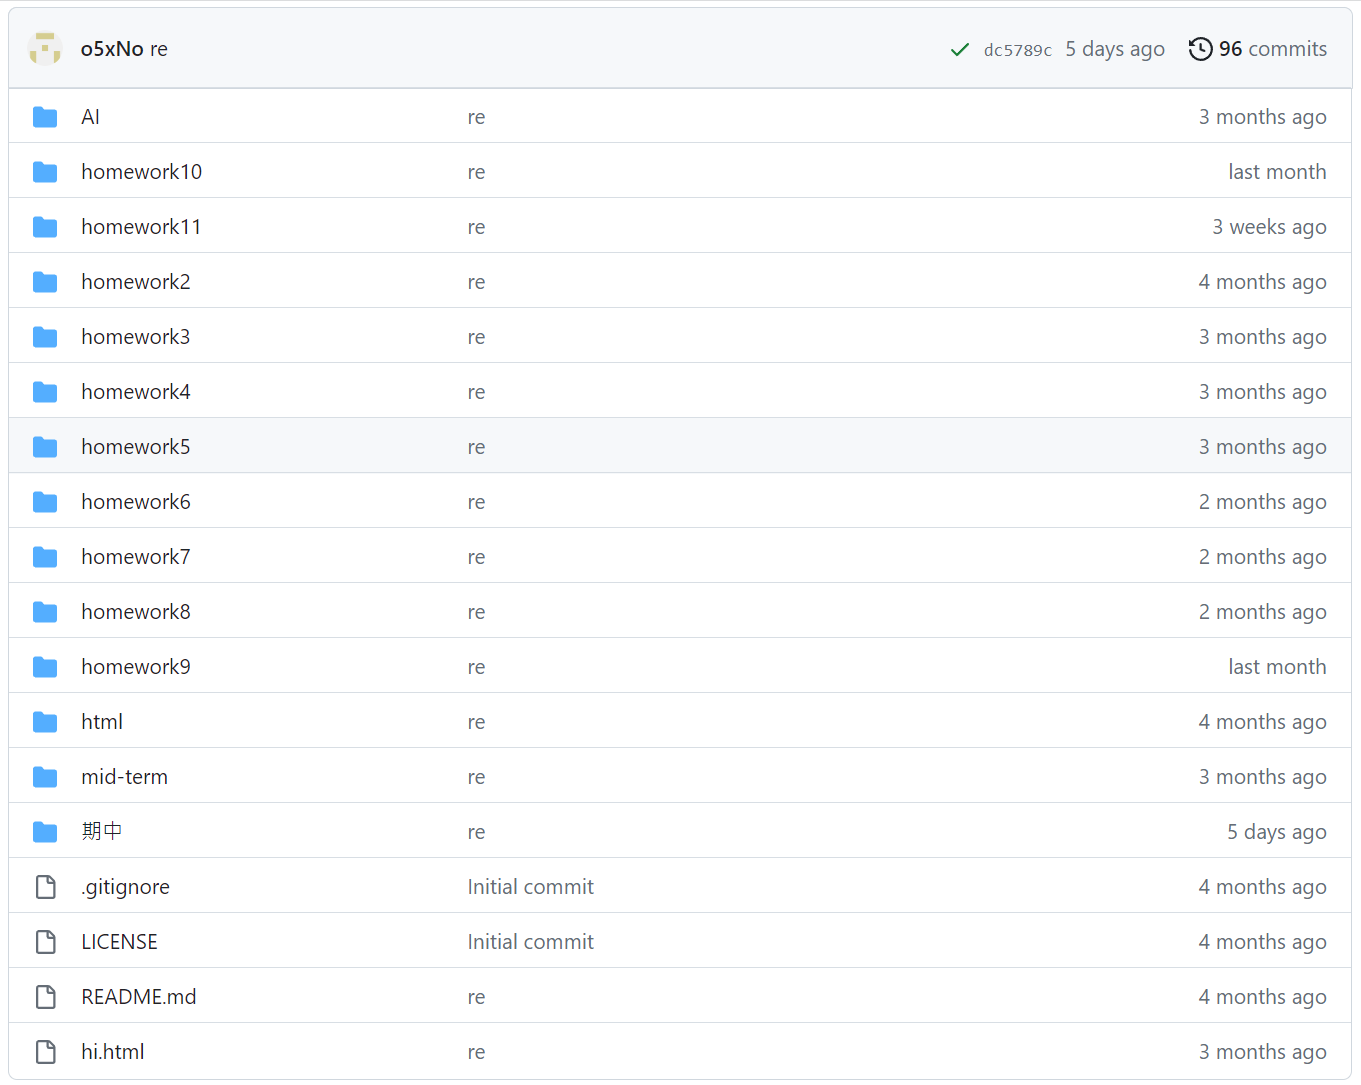 o5xNo re dc5789c 5 days ago 96 commits
AI re 3 months ago
homework10 re last month
homework11 re 3 weeks ago
homework2 re 4 months ago
homework3 re 3 months ago
homework4 re 3 months ago
homework5 re 3 months ago
homework6 re 2 months ago
homework7 re 2 months ago
homework8 re 2 months ago
homework9 re last month
html re 4 months ago
mid-term re 3 months ago
期中 re 5 days ago
.gitignore Initial commit 4 months ago
LICENSE Initial commit 4 months ago
README.md re 4 months ago
hi.html re 3 months ago